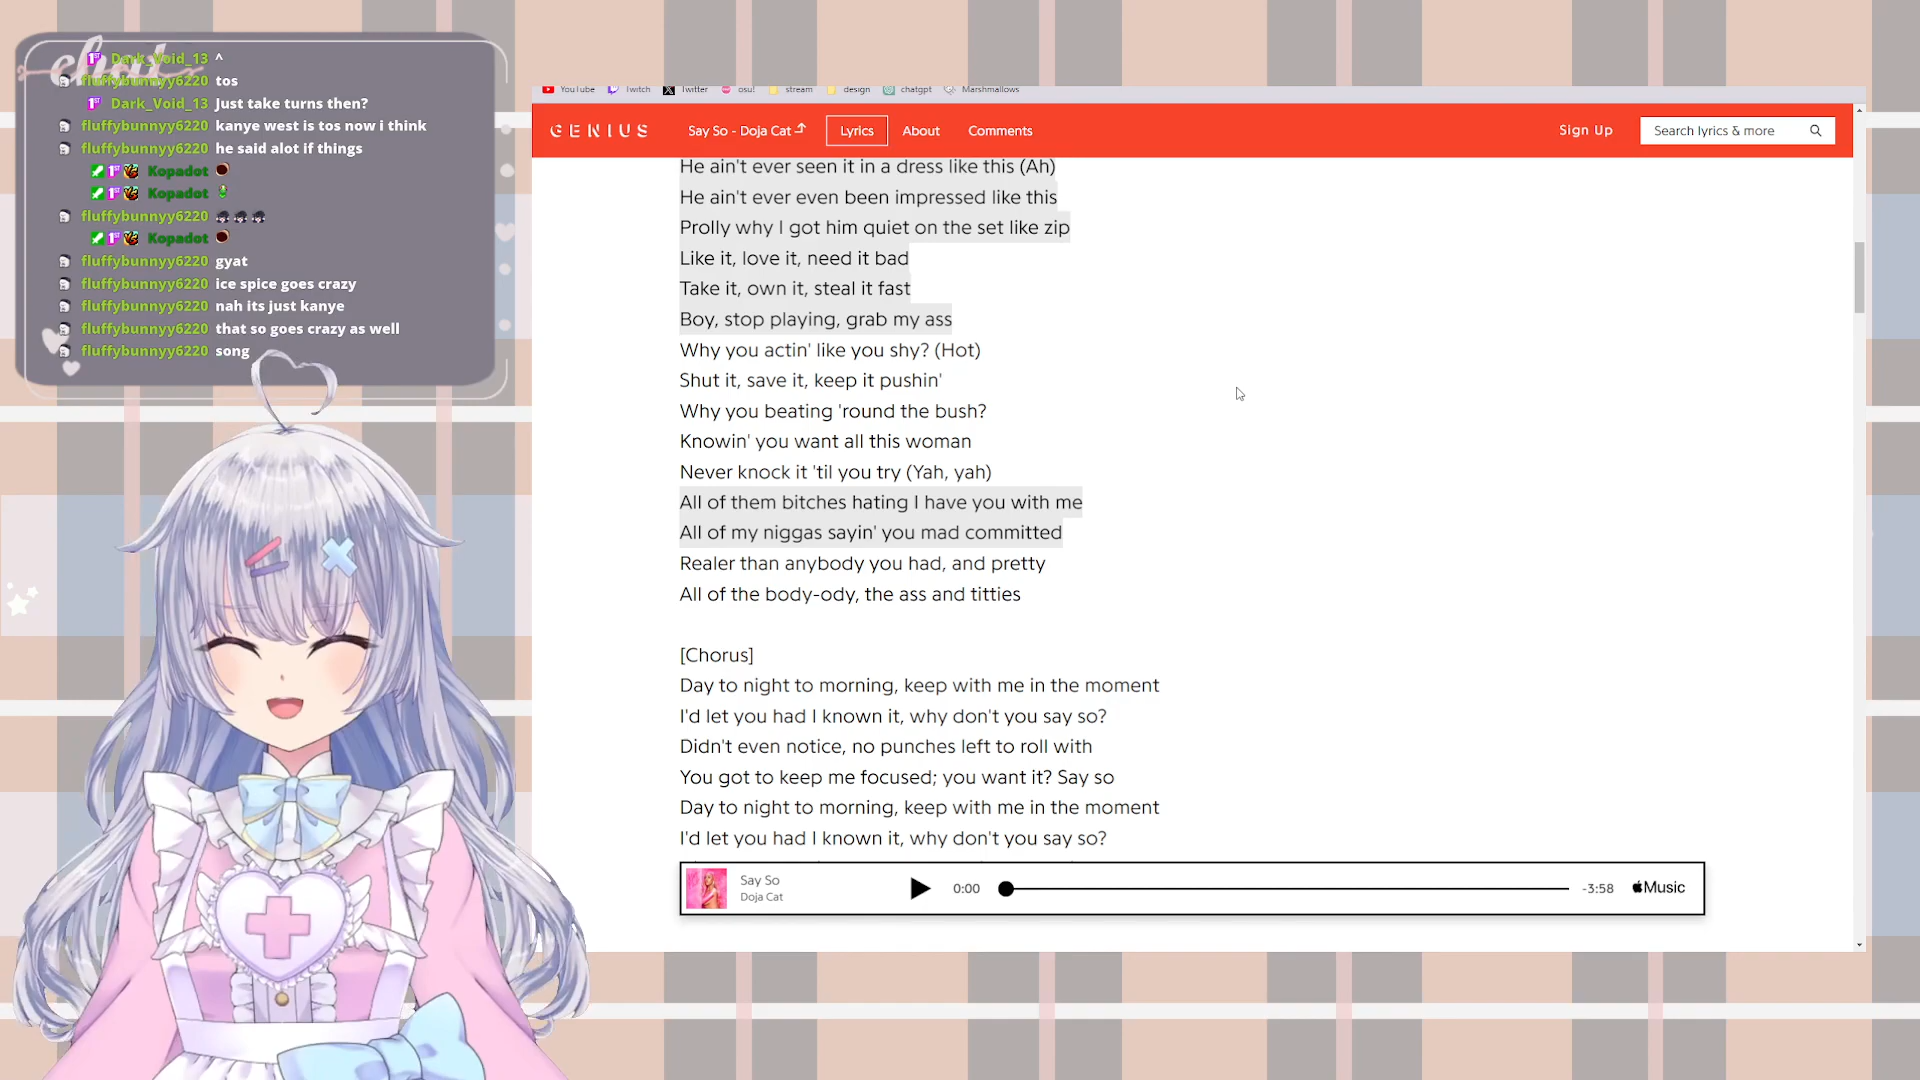 chat
Dark_Void_13 ^
fluffybunnyy6220 tos
Dark_Void_13 Just take turns then?
fluffybunnyy6220 kanye west is tos now i think
fluffybunnyy6220 he said alot if things
Kopadot
Kopadot
fluffybunnyy6220
Kopadot
fluffybunnyy6220 gyat
fluffybunnyy6220 ice spice goes crazy
fluffybunnyy6220 nah its just kanye
fluffybunnyy6220 that so goes crazy as well
fluffybunnyy6220 song
YouTube Twitch Twitter osu! stream design chatgpt Marshmallows
GENIUS Say So - Doja Cat Lyrics About Comments Sign Up Search lyrics & more
He ain't ever seen it in a dress like this (Ah)
He ain't ever even been impressed like this
Prolly why I got him quiet on the set like zip
Like it, love it, need it bad
Take it, own it, steal it fast
Boy, stop playing, grab my ass
Why you actin' like you shy? (Hot)
Shut it, save it, keep it pushin'
Why you beating 'round the bush?
Knowin' you want all this woman
Never knock it 'til you try (Yah, yah)
All of them bitches hating I have you with me
All of my niggas sayin' you mad committed
Realer than anybody you had, and pretty
All of the body-ody, the ass and titties
[Chorus]
Day to night to morning, keep with me in the moment
I'd let you had I known it, why don't you say so?
Didn't even notice, no punches left to roll with
You got to keep me focused; you want it? Say so
Day to night to morning, keep with me in the moment
I'd let you had I known it, why don't you say so?
Say So
Doja Cat
0:00
-3:58
Music